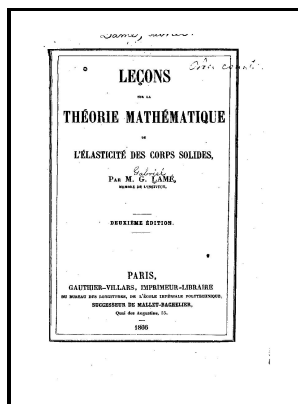 LEÇONS
SUR LA
THÉORIE MATHÉMATIQUE
DE
L'ÉLASTICITÉ DES CORPS SOLIDES,
Gabriel
PAR M. G. LAMÉ,
MEMBRE DE L'INSTITUT.
DEUXIÈME ÉDITION.
PARIS,
GAUTHIER-VILLARS, IMPRIMEUR-LIBRAIRE
DU BUREAU DES LONGITUDES, DE L'ÉCOLE IMPÉRIALE POLYTECHNIQUE,
SUCCESSEUR DE MALLET-BACHELIER,
Quai des Augustins, 55.
1866